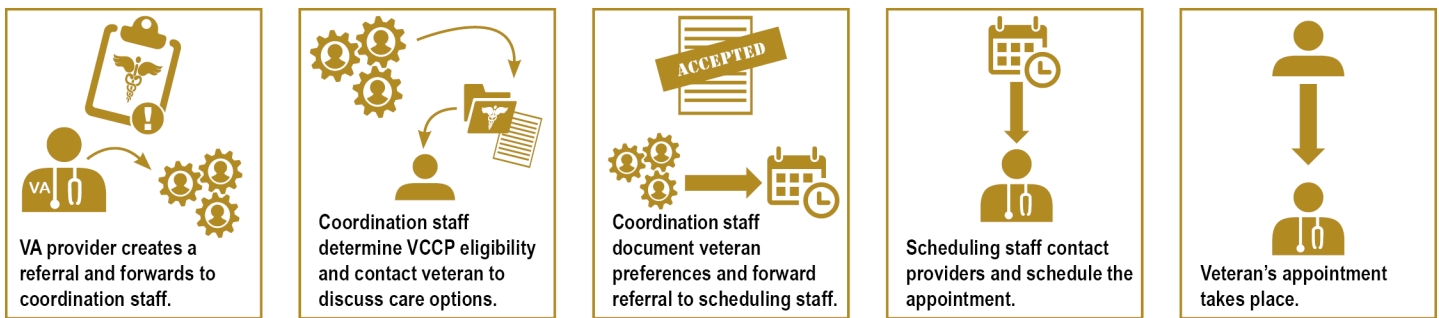 VA
VA provider creates a
referral and forwards to
coordination staff.
Coordination staff
determine VCCP eligibility
and contact veteran to
discuss care options.
ACCEPTED
Coordination staff
document veteran
preferences and forward
referral to scheduling staff.
Scheduling staff contact
providers and schedule the
appointment.
Veteran's appointment
takes place.